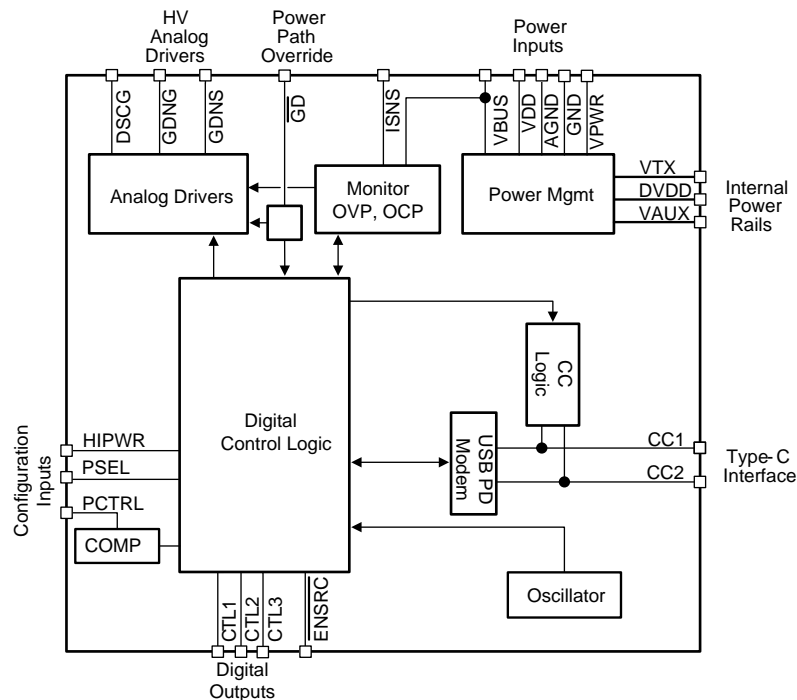 HV
Analog
Drivers
Power
Path
Override
Power
Inputs
DSCG
GDNG
GDNS
GD
ISNS
VBUS
VDD
AGND
GND
VPWR
Analog Drivers
Monitor
OVP, OCP
Power Mgmt
VTX
DVDD
VAUX
Internal
Power
Rails
CC
Logic
Digital
Control Logic
Configuration
Inputs
HIPWR
PSEL
PCTRL
COMP
USB PD
Modem
CC1
CC2
Type-C
Interface
Oscillator
CTL1
CTL2
CTL3
ENSRC
Digital
Outputs